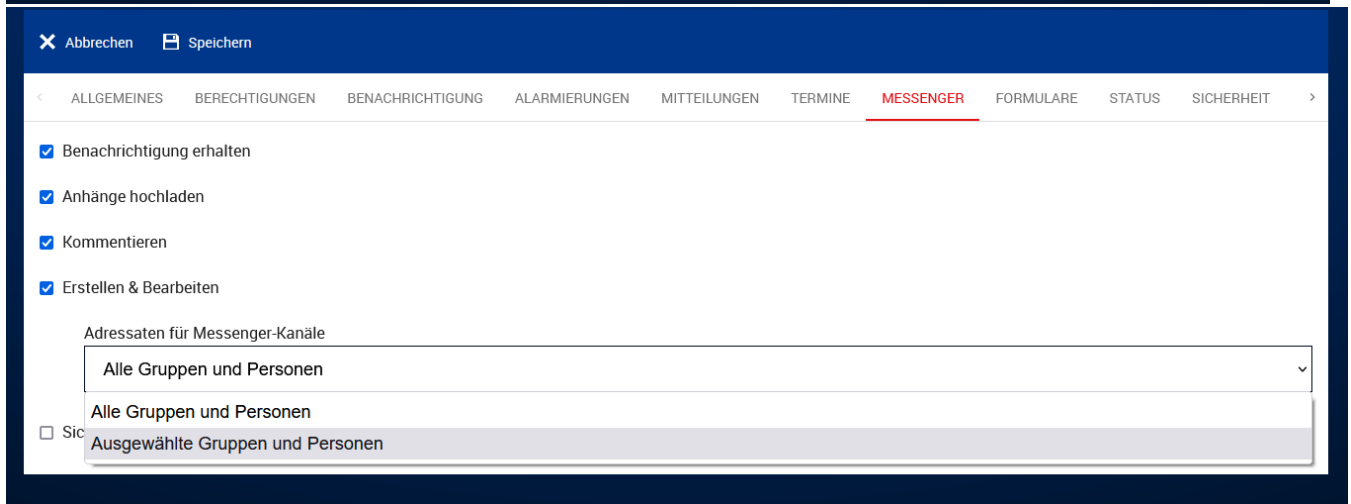 Abbrechen Speichern
ALLGEMEINES BERECHTIGUNGEN BENACHRICHTIGUNG ALARMIERUNGEN MITTEILUNGEN TERMINE MESSENGER FORMULARE STATUS SICHERHEIT
Benachrichtigung erhalten
Anhänge hochladen
Kommentieren
Erstellen & Bearbeiten
Adressaten für Messenger-Kanäle
Alle Gruppen und Personen
Alle Gruppen und Personen
Ausgewählte Gruppen und Personen